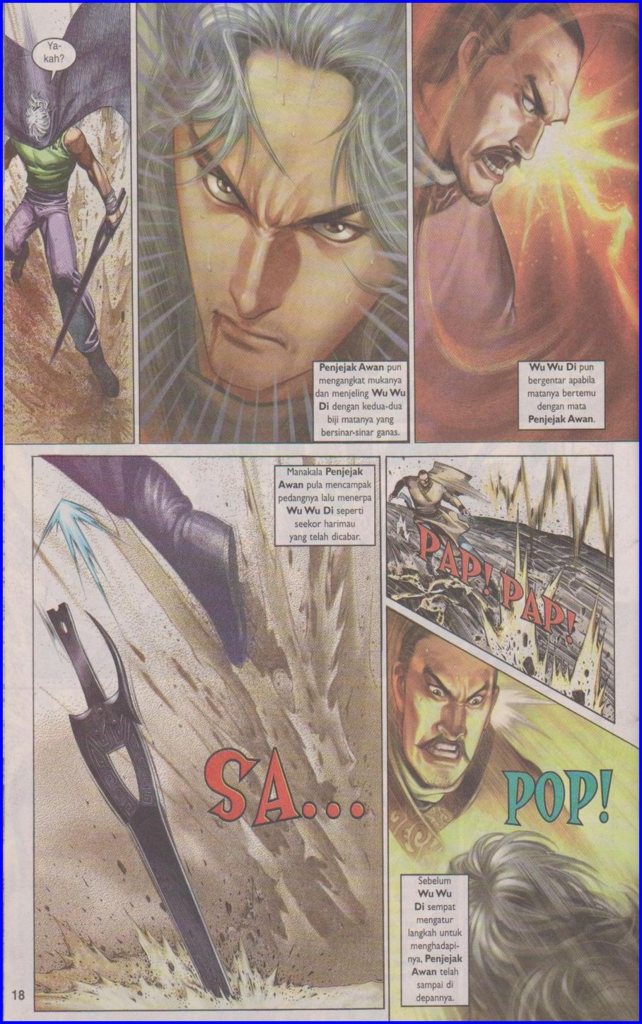 Ya-
kah?
Penjejak Awan pun
mengangkat mukanya
dan menjeling Wu Wu
Di dengan kedua-dua
biji matanya yang
bersinar-sinar ganas.
Wu Wu Di pun
bergentar apabila
matanya bertemu
dengan mata
Penjejak Awan.
Manakala Penjejak
Awan pula mencampak
pedangnya lalu menerpa
Wu Wu Di seperti
seekor harimau
yang telah dicabar.
PAP! PAP!
SA...
POP!
Sebelum
Wu Wu
Di sempat
mengatur
langkah untuk
menghadapi-
nya, Penjejak
Awan telah
sampai di
depannya.
18